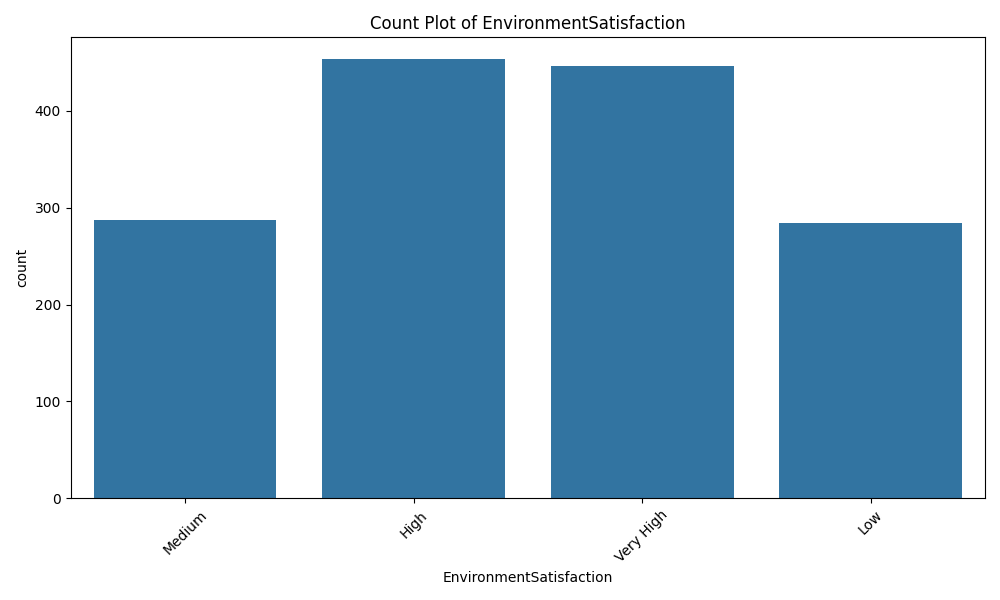 Count Plot of EnvironmentSatisfaction
count
400
300
200
100
0
Medium
High
Very High
Low
EnvironmentSatisfaction